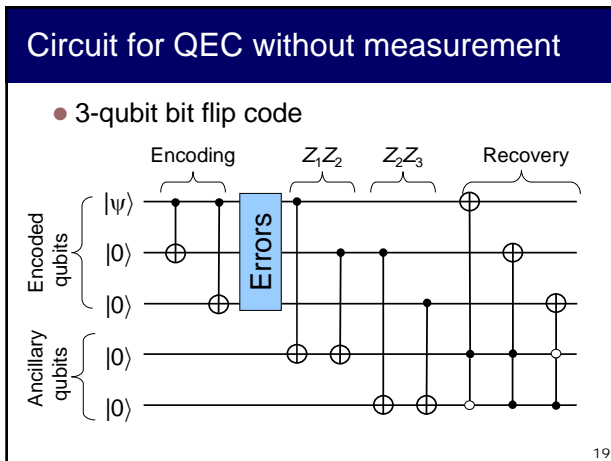 Circuit for QEC without measurement
• 3-qubit bit flip code
Encoding Z₁Z₂ Z₂Z₃ Recovery
Encoded qubits
|ψ⟩
|0⟩
|0⟩
Errors
Ancillary qubits
|0⟩
|0⟩
19